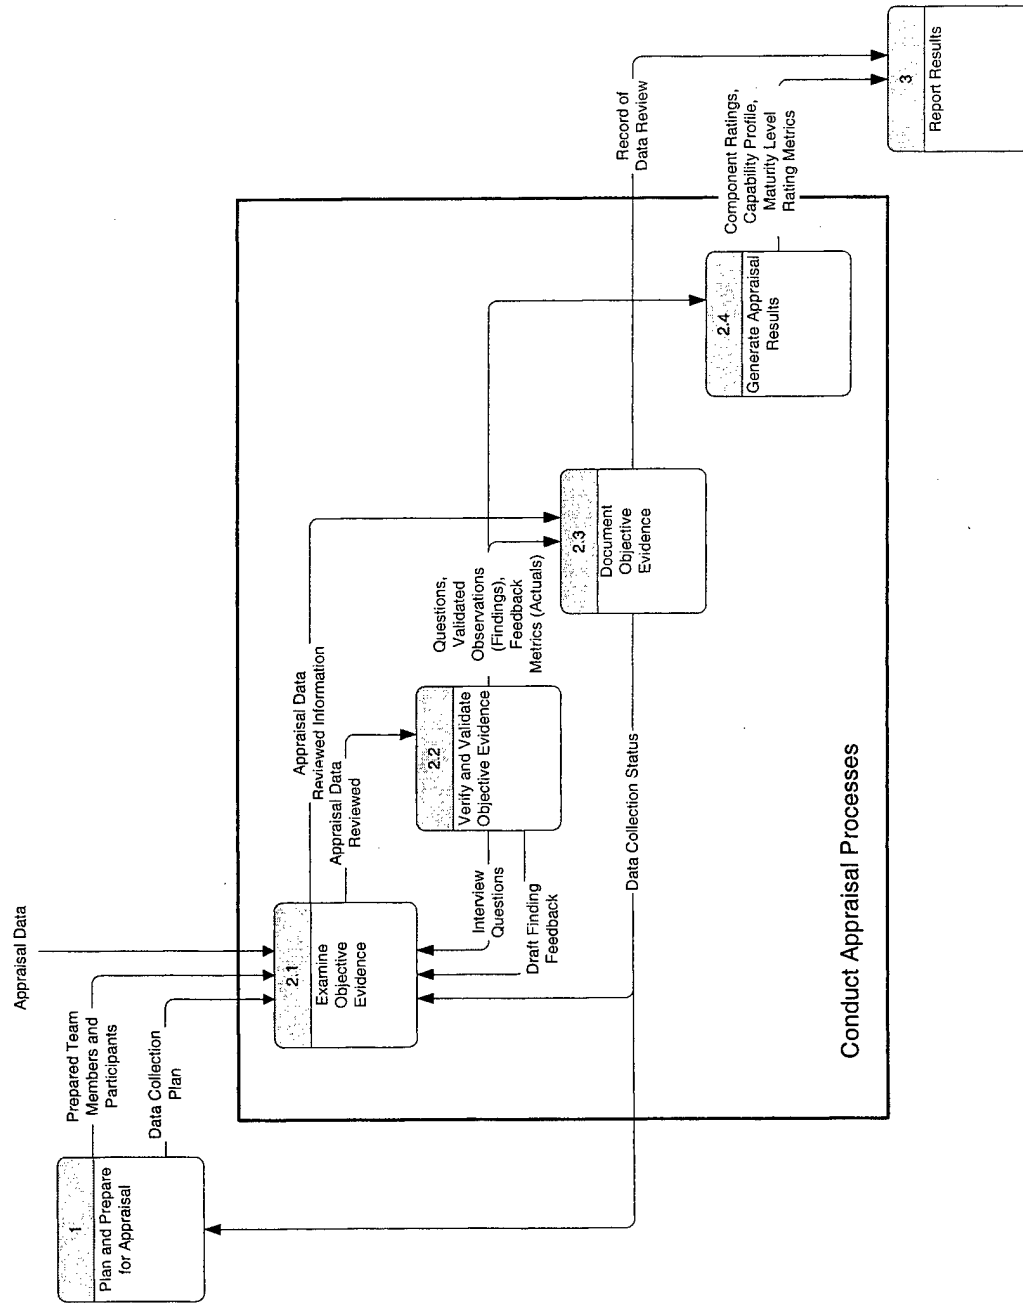 Appraisal Data
1
Plan and Prepare
for Appraisal
Prepared Team
Members and
Participants
Data Collection
Plan
2.1
Examine
Objective
Evidence
Appraisal Data
Reviewed Information
Appraisal Data
Reviewed
Interview
Questions
Draft Finding
Feedback
2.2
Verify and Validate
Objective Evidence
Questions,
Validated
Observations
(Findings),
Feedback
Metrics (Actuals)
Data Collection Status
2.3
Document
Objective
Evidence
2.4
Generate Appraisal
Results
Record of
Data Review
Component Ratings,
Capability Profile,
Maturity Level
Rating Metrics
3
Report Results
Conduct Appraisal Processes